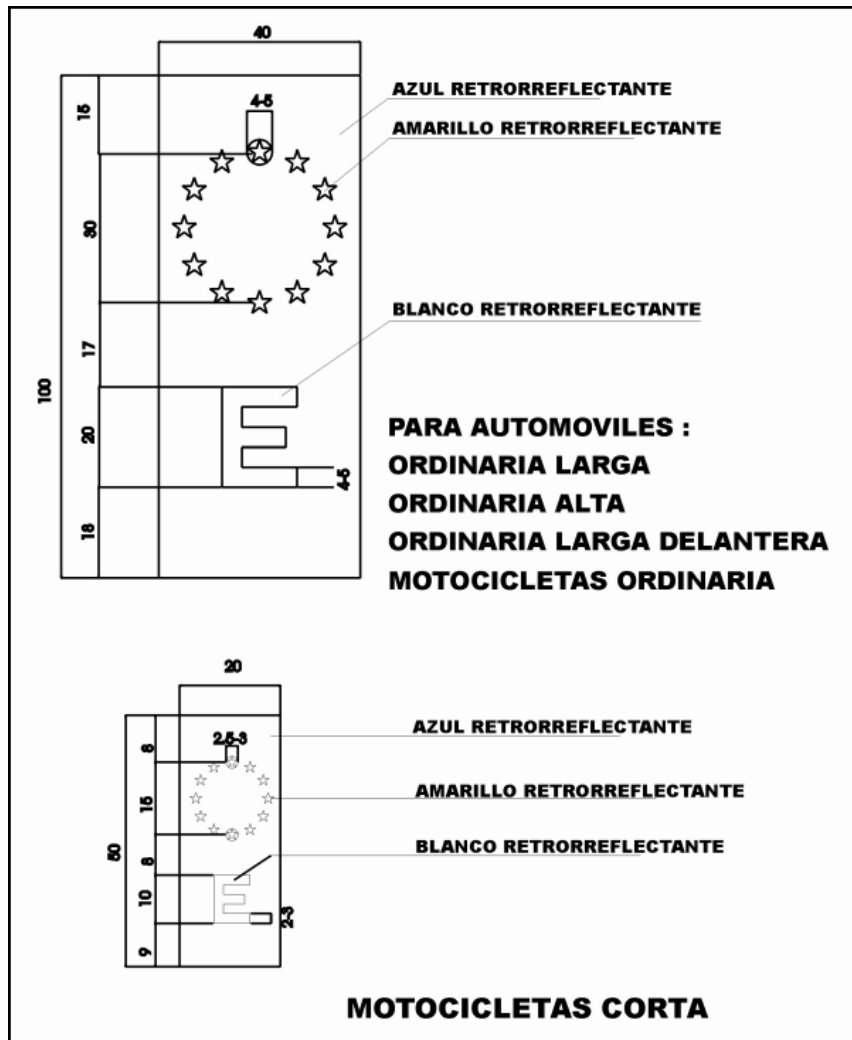 40
15
4-5
AZUL RETRORREFLECTANTE
AMARILLO RETRORREFLECTANTE
30
BLANCO RETRORREFLECTANTE
17
100
20
E
4-5
18
PARA AUTOMOVILES :
ORDINARIA LARGA
ORDINARIA ALTA
ORDINARIA LARGA DELANTERA
MOTOCICLETAS ORDINARIA
20
8
2.5-3
AZUL RETRORREFLECTANTE
15
AMARILLO RETRORREFLECTANTE
50
8
BLANCO RETRORREFLECTANTE
10
E
2-3
9
MOTOCICLETAS CORTA